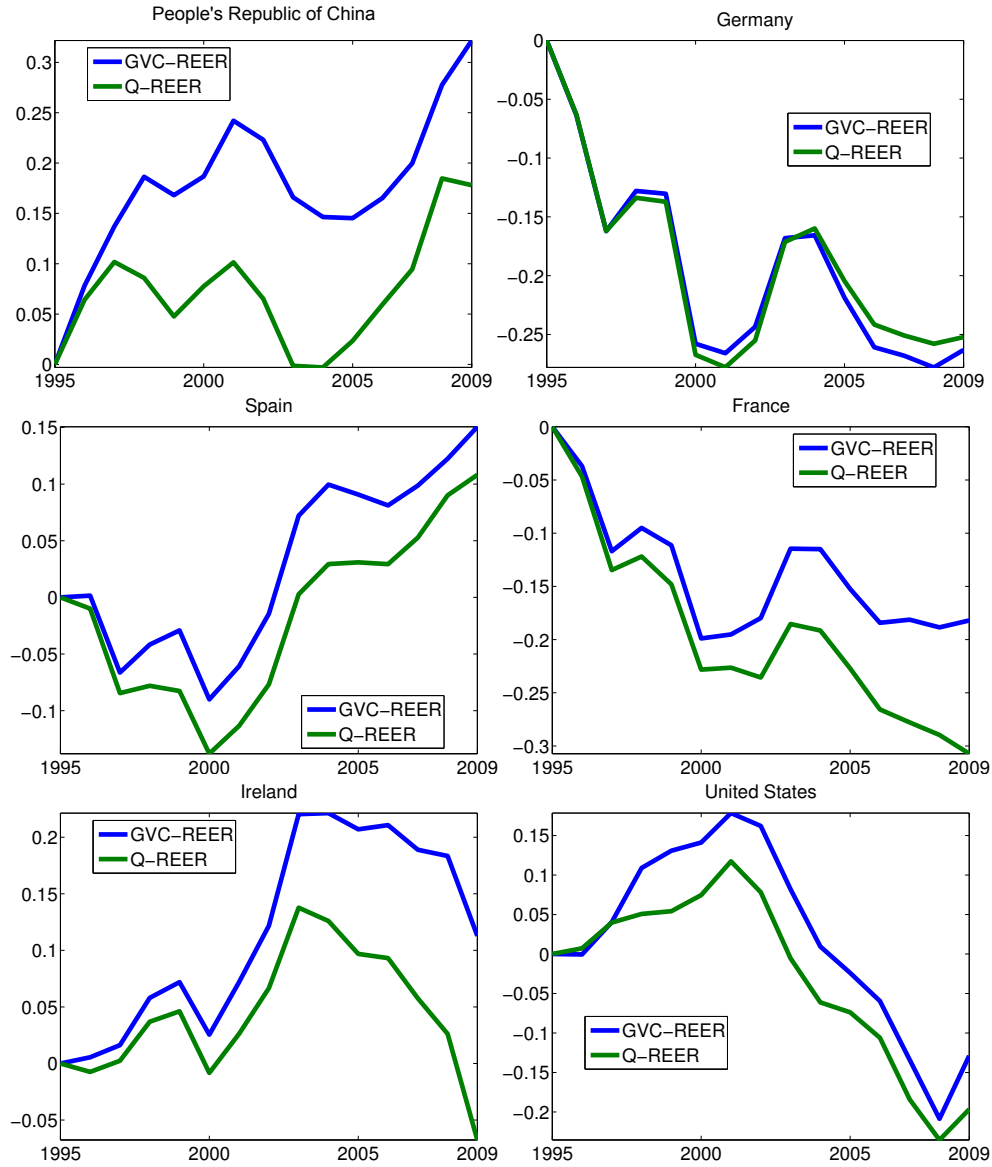 People's Republic of China
0.3
0.25
0.2
0.15
0.1
0.05
0
1995 2000 2005 2009
GVC−REER
Q−REER
Germany
0
−0.05
−0.1
−0.15
−0.2
−0.25
1995 2000 2005 2009
GVC−REER
Q−REER
Spain
0.15
0.1
0.05
0
−0.05
−0.1
1995 2000 2005 2009
GVC−REER
Q−REER
France
0
−0.05
−0.1
−0.15
−0.2
−0.25
−0.3
1995 2000 2005 2009
GVC−REER
Q−REER
Ireland
0.2
0.15
0.1
0.05
0
−0.05
1995 2000 2005 2009
GVC−REER
Q−REER
United States
0.15
0.1
0.05
0
−0.05
−0.1
−0.15
−0.2
1995 2000 2005 2009
GVC−REER
Q−REER